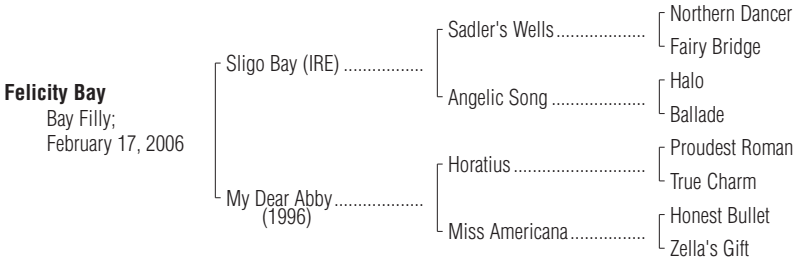 Felicity Bay
Bay Filly;
February 17, 2006
Sligo Bay (IRE) .................
My Dear Abby...................
(1996)
Sadler's Wells...................
Angelic Song ....................
Horatius............................
Miss Americana................
Northern Dancer
Fairy Bridge
Halo
Ballade
Proudest Roman
True Charm
Honest Bullet
Zella's Gift